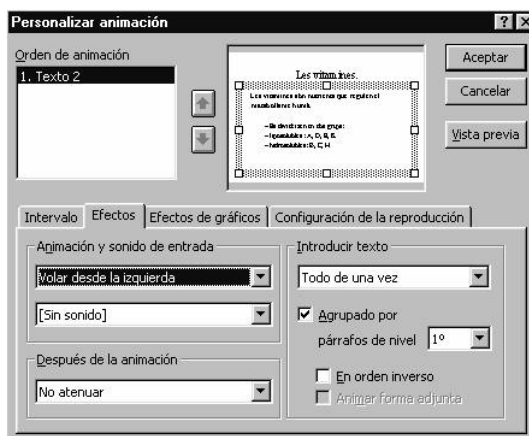 Personalizar animación
Orden de animación
1. Texto 2
Les vitamines.
Aceptar
Cancelar
Vista previa
Intervalo
Efectos
Efectos de gráficos
Configuración de la reproducción
Animación y sonido de entrada
Volar desde la izquierda
[Sin sonido]
Después de la animación
No atenuar
Introducir texto
Todo de una vez
Agrupado por
párrafos de nivel
1º
En orden inverso
Animar forma adjunta